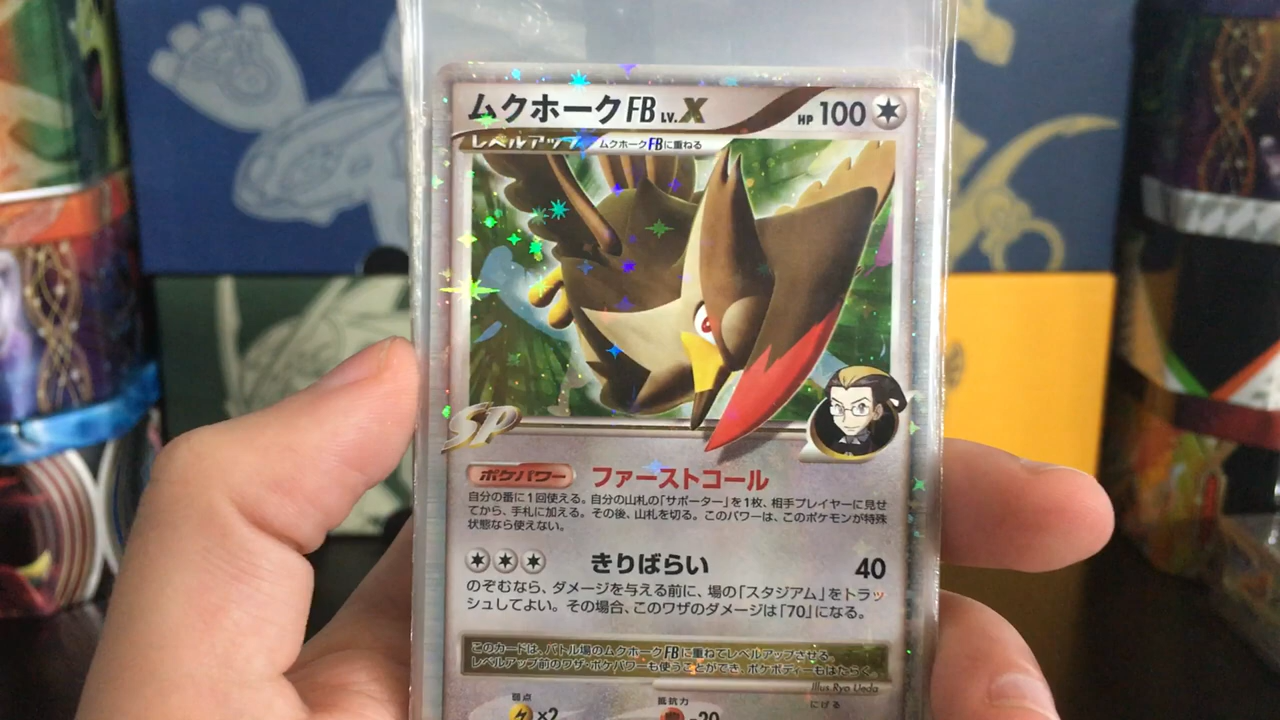 ムクホークFB LV.X HP 100
レベルアップ ムクホークFBに重ねる
SP
ポケパワー ファーストコール
自分の番に1回使える。自分の山札の「サポーター」を1枚、相手プレイヤーに見せ
てから、手札に加える。その後、山札を切る。このパワーは、このポケモンが特殊
状態なら使えない。
きりばらい 40
のぞむなら、ダメージを与える前に、場の「スタジアム」をトラッ
シュしてよい。その場合、このワザのダメージは「70」になる。
このカードは、バトル場のムクホークFBに重ねてレベルアップさせる。
レベルアップ前のワザ・ポケパワーも使うことができ、ポケボディーもはたらく。
Illus. Ryo Ueda
弱点 抵抗力 にげる
×2 -20